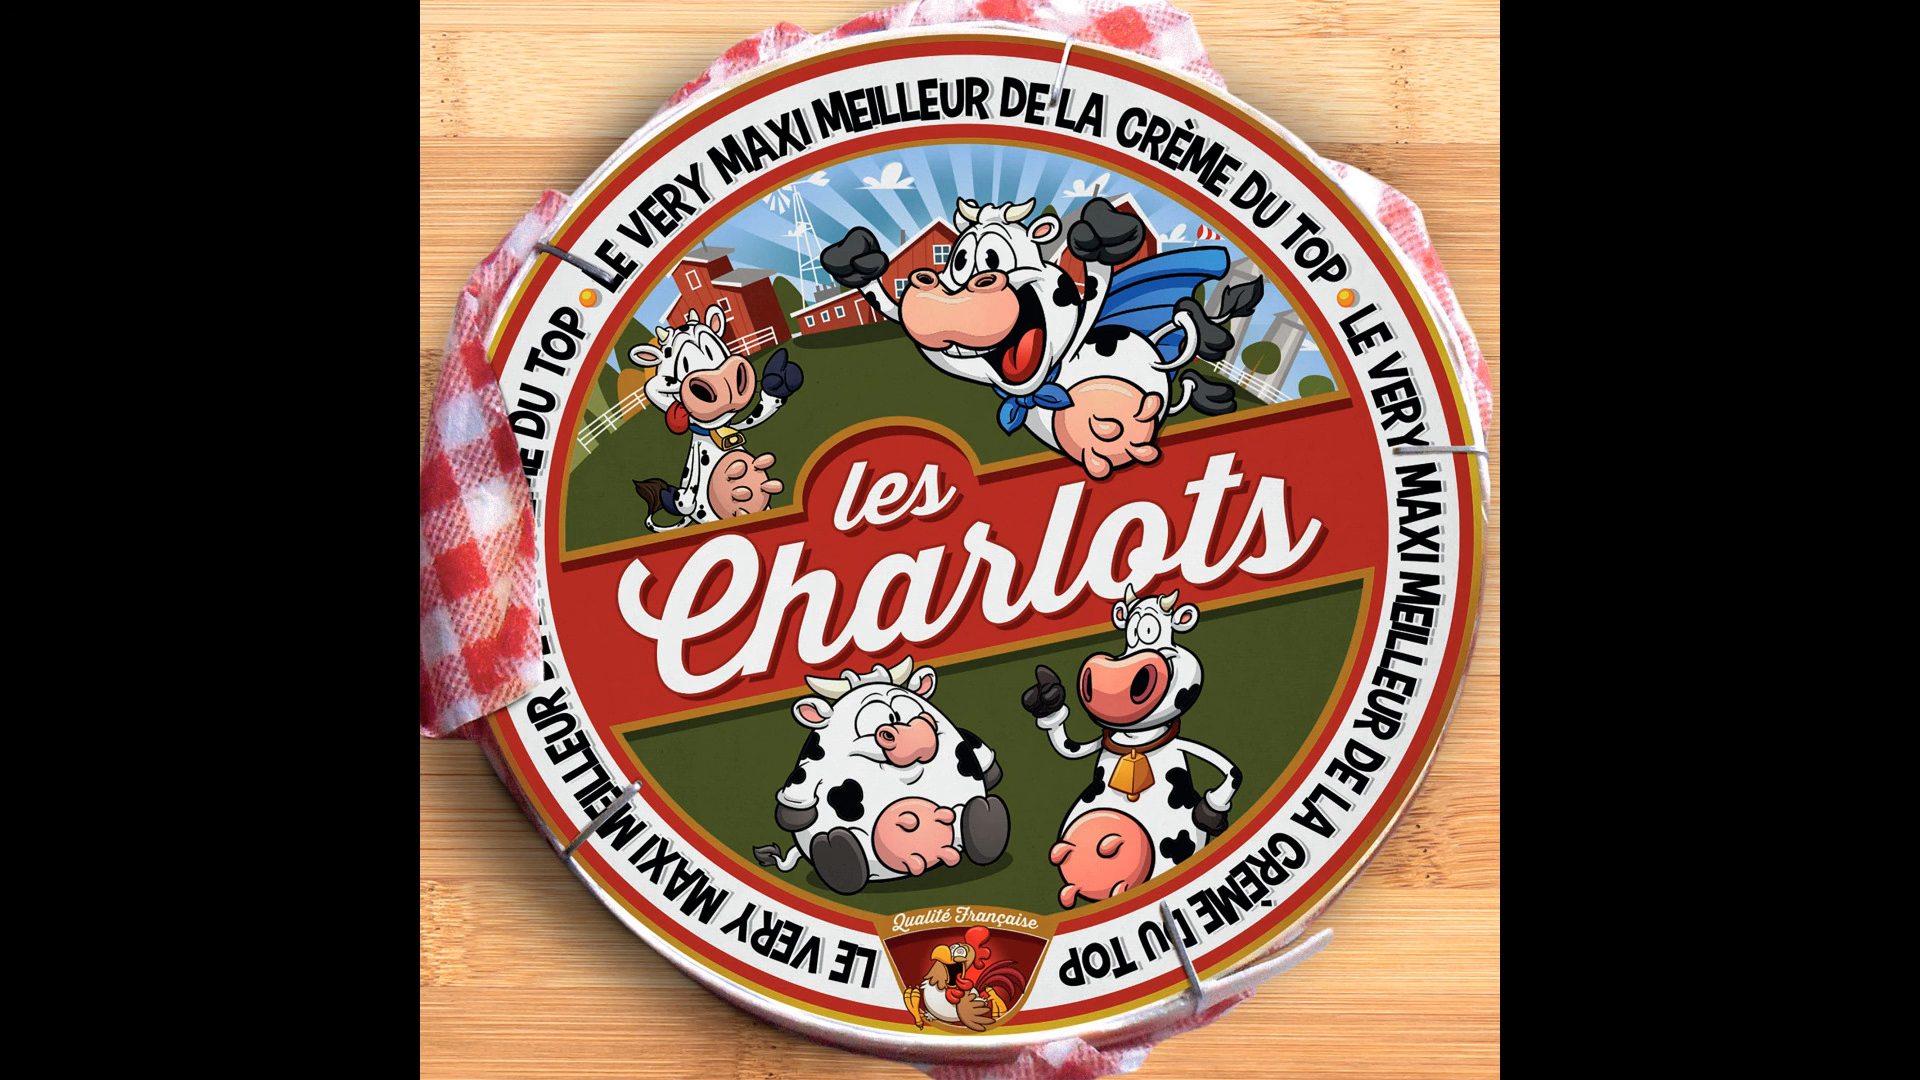 LE VERY MAXI MEILLEUR DE LA CRÈME DU TOP
LE VERY MAXI MEILLEUR DE LA CRÈME DU TOP
LE VERY MAXI MEILLEUR
DU TOP
les
Charlots
Qualité Française